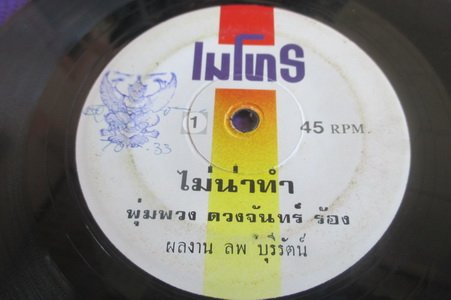 เมโทร
1
45 RPM.
ไม่น่าทำ
พุ่มพวง ดวงจันทร์ ร้อง
ผลงาน ลพ บุรีรัตน์